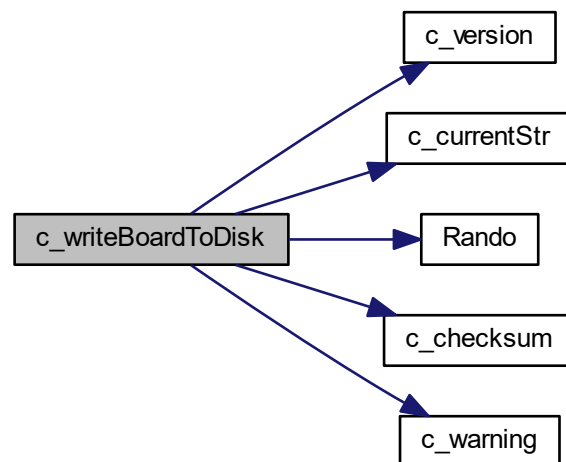 c_version
c_currentStr
c_writeBoardToDisk
Rando
c_checksum
c_warning